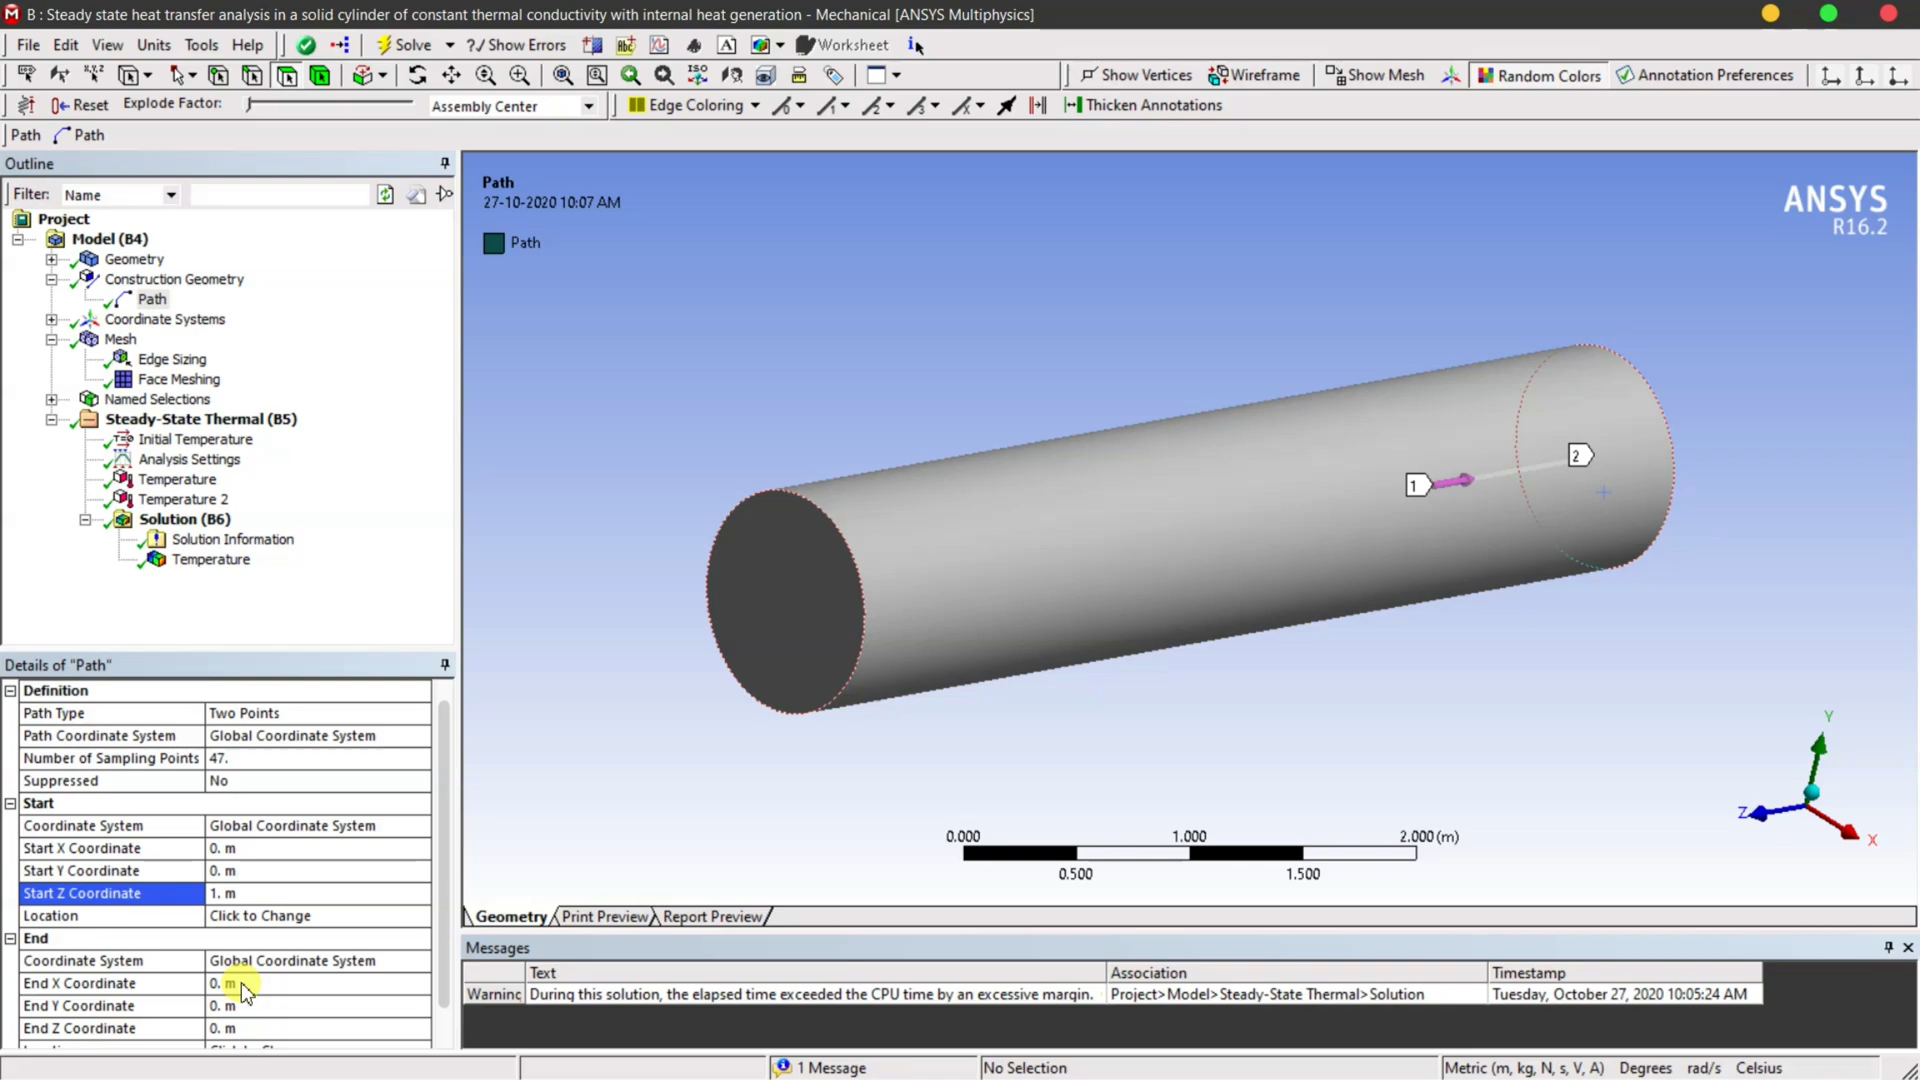 B : Steady state heat transfer analysis in a solid cylinder of constant thermal conductivity with internal heat generation - Mechanical [ANSYS Multiphysics]
File Edit View Units Tools Help Solve ?/ Show Errors Worksheet
Show Vertices Wireframe Show Mesh Random Colors Annotation Preferences
Reset Explode Factor: Assembly Center Edge Coloring Thicken Annotations
Path Path
Outline
Filter: Name
Project
Model (B4)
Geometry
Construction Geometry
Path
Coordinate Systems
Mesh
Edge Sizing
Face Meshing
Named Selections
Steady-State Thermal (B5)
Initial Temperature
Analysis Settings
Temperature
Temperature 2
Solution (B6)
Solution Information
Temperature
Details of "Path"
Definition
Path Type Two Points
Path Coordinate System Global Coordinate System
Number of Sampling Points 47.
Suppressed No
Start
Coordinate System Global Coordinate System
Start X Coordinate 0. m
Start Y Coordinate 0. m
Start Z Coordinate 1. m
Location Click to Change
End
Coordinate System Global Coordinate System
End X Coordinate 0. m
End Y Coordinate 0. m
End Z Coordinate 0. m
Path
27-10-2020 10:07 AM
Path
ANSYS
R16.2
1
2
Y
Z
X
0.000 1.000 2.000 (m)
0.500 1.500
Geometry Print Preview Report Preview
Messages
Text Association Timestamp
Warning During this solution, the elapsed time exceeded the CPU time by an excessive margin. Project>Model>Steady-State Thermal>Solution Tuesday, October 27, 2020 10:05:24 AM
1 Message No Selection Metric (m, kg, N, s, V, A) Degrees rad/s Celsius